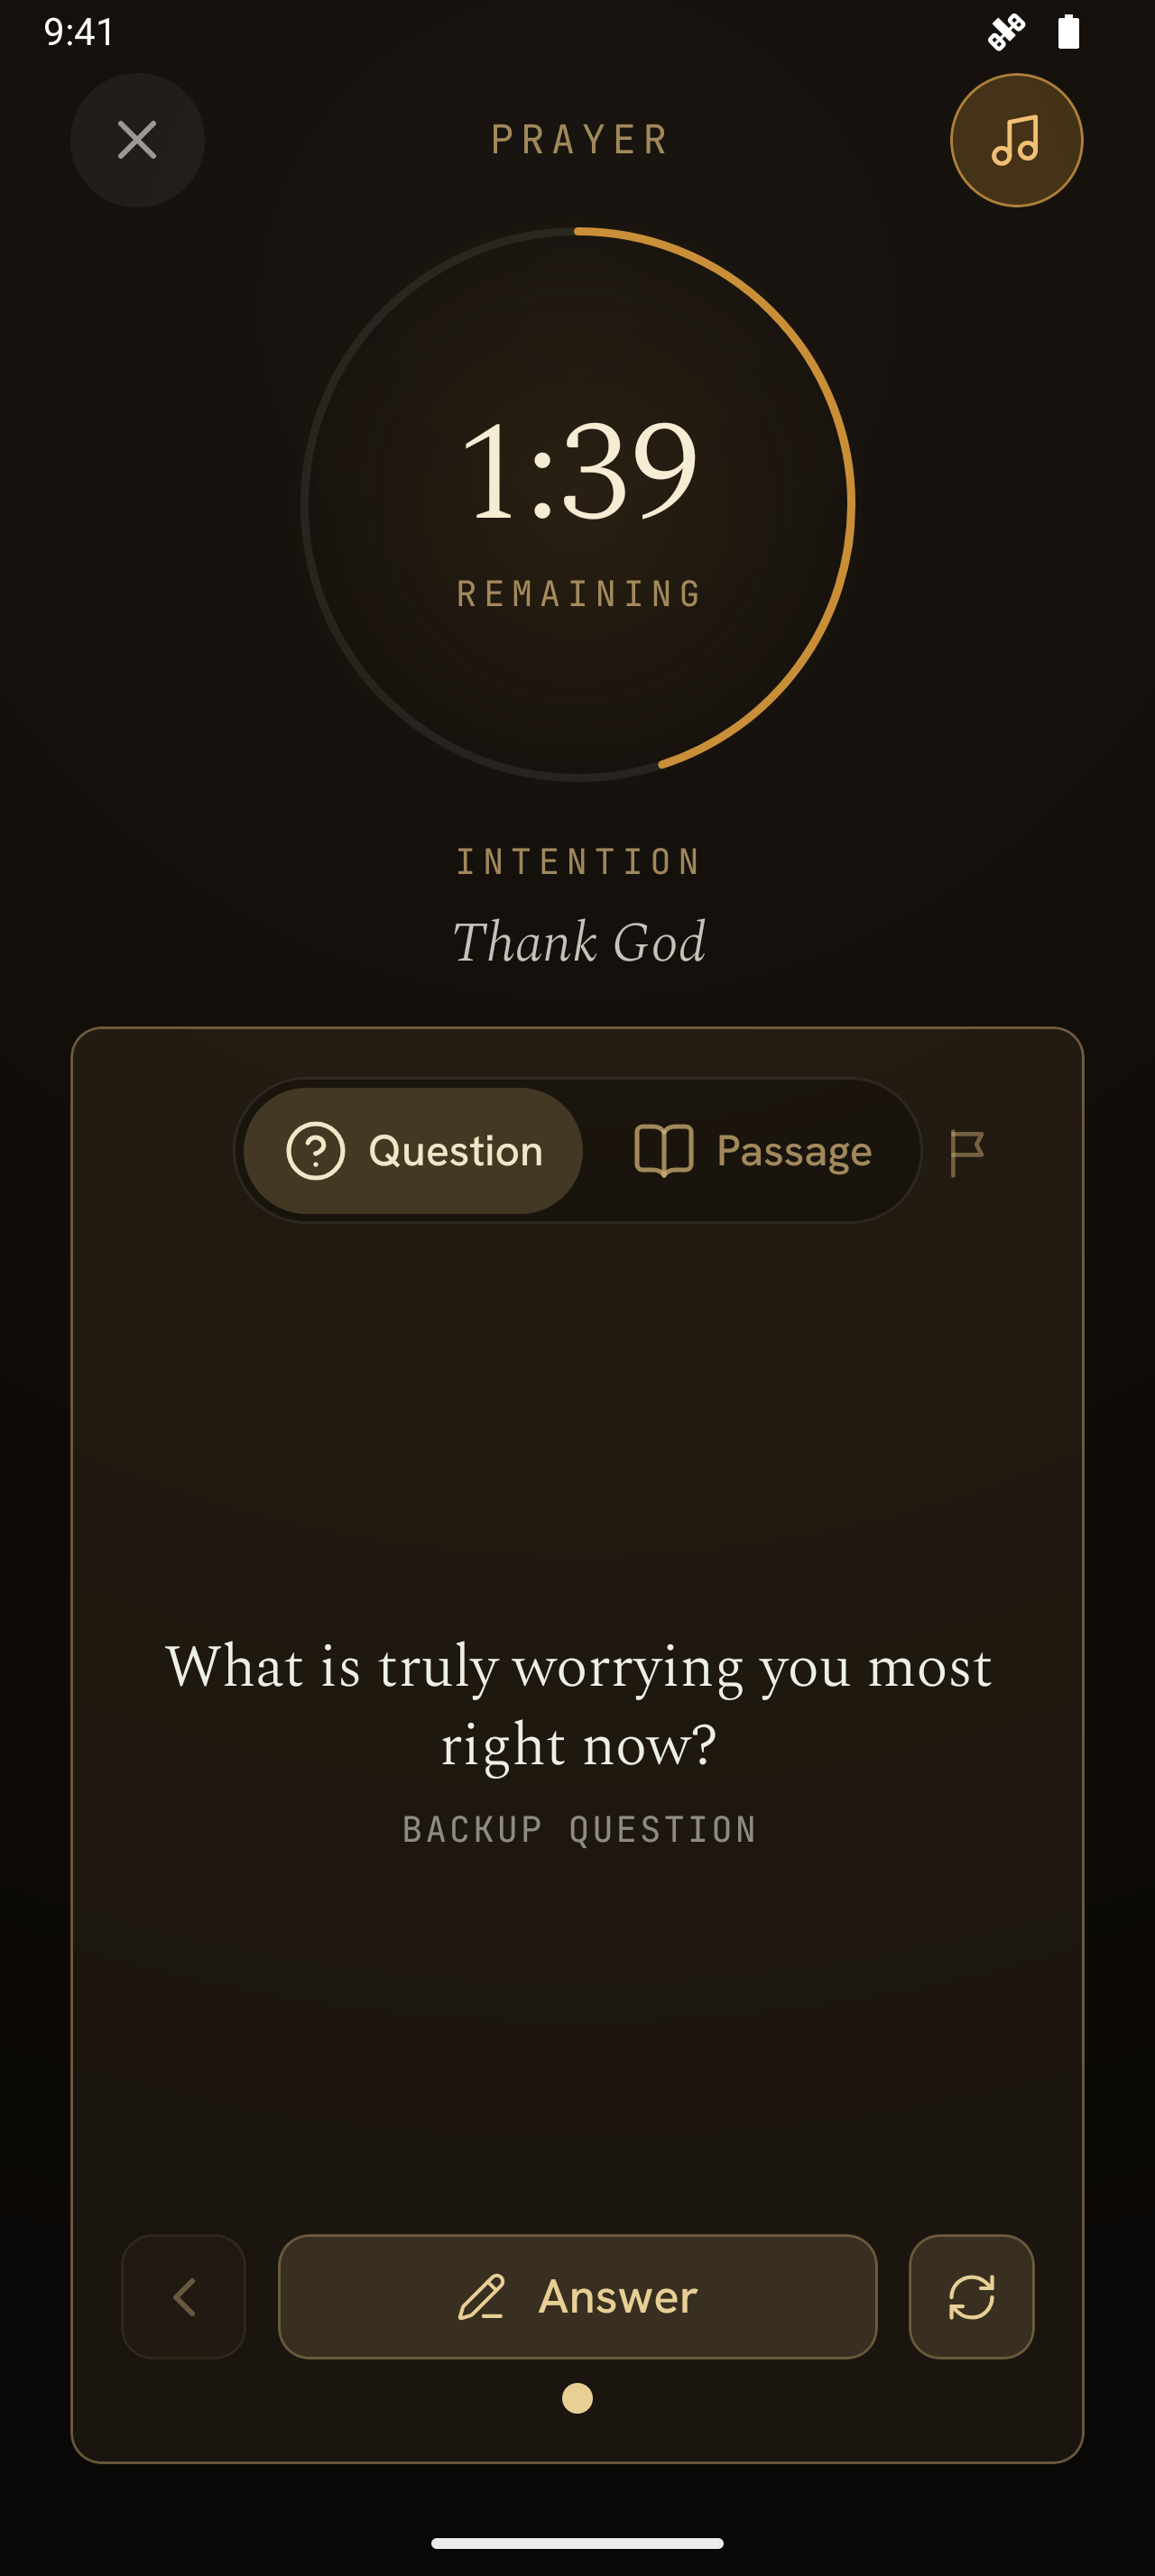 9:41
PRAYER
1:39
REMAINING
INTENTION
Thank God
Question
Passage
What is truly worrying you most
right now?
BACKUP QUESTION
Answer